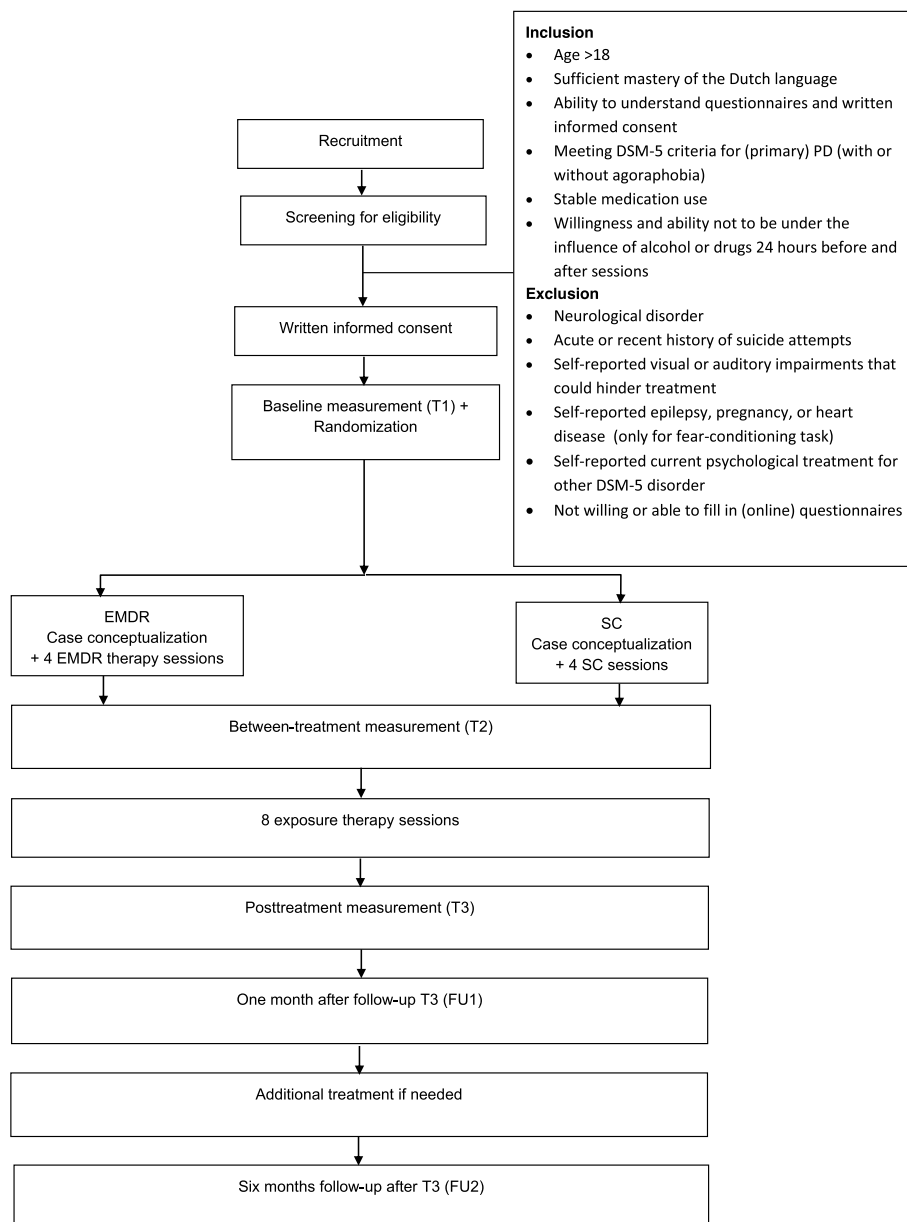 Recruitment
Screening for eligibility
Inclusion
• Age >18
• Sufficient mastery of the Dutch language
• Ability to understand questionnaires and written
informed consent
• Meeting DSM-5 criteria for (primary) PD (with or
without agoraphobia)
• Stable medication use
• Willingness and ability not to be under the
influence of alcohol or drugs 24 hours before and
after sessions
Exclusion
• Neurological disorder
• Acute or recent history of suicide attempts
• Self-reported visual or auditory impairments that
could hinder treatment
• Self-reported epilepsy, pregnancy, or heart
disease (only for fear-conditioning task)
• Self-reported current psychological treatment for
other DSM-5 disorder
• Not willing or able to fill in (online) questionnaires
Written informed consent
Baseline measurement (T1) +
Randomization
EMDR
Case conceptualization
+ 4 EMDR therapy sessions
SC
Case conceptualization
+ 4 SC sessions
Between-treatment measurement (T2)
8 exposure therapy sessions
Posttreatment measurement (T3)
One month after follow-up T3 (FU1)
Additional treatment if needed
Six months follow-up after T3 (FU2)